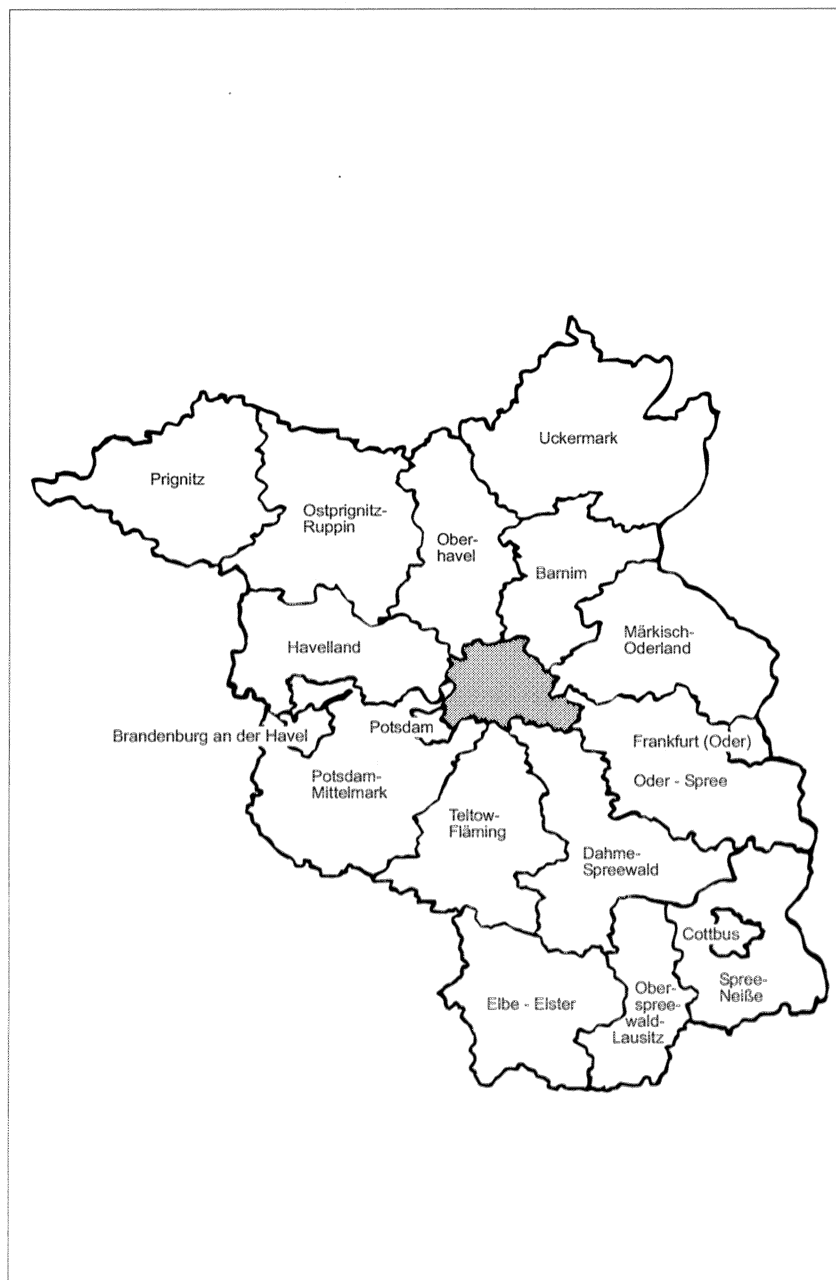 Uckermark
Prignitz
Ostprignitz-
Ruppin
Ober-
havel
Barnim
Märkisch-
Oderland
Havelland
Brandenburg an der Havel
Potsdam
Frankfurt (Oder)
Potsdam-
Mittelmark
Oder - Spree
Teltow-
Fläming
Dahme-
Spreewald
Cottbus
Spree-
Neiße
Elbe - Elster
Ober-
spree-
wald-
Lausitz